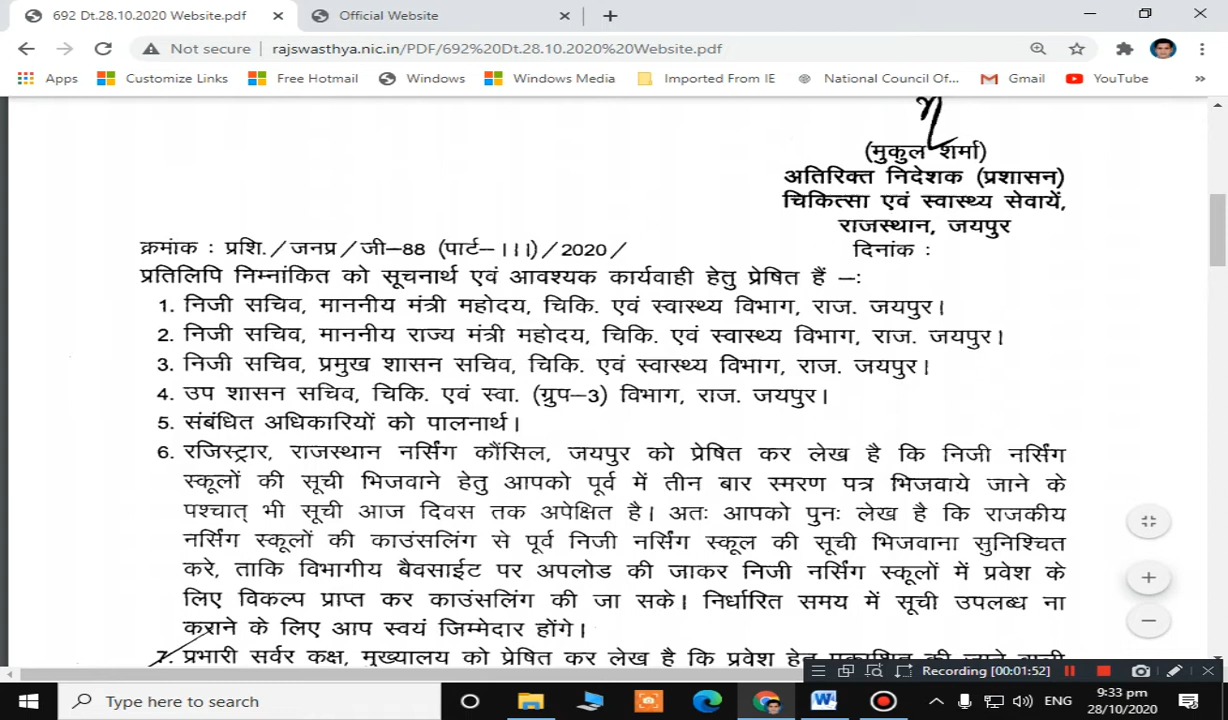 692 Dt.28.10.2020 Website.pdf
Official Website
Not secure
rajswasthya.nic.in/PDF/692%20Dt.28.10.2020%20Website.pdf
Apps
Customize Links
Free Hotmail
Windows
Windows Media
Imported From IE
National Council Of...
Gmail
YouTube
(मुकुल शर्मा)
अतिरिक्त निदेशक (प्रशासन)
चिकित्सा एवं स्वास्थ्य सेवायें,
राजस्थान, जयपुर
क्रमांक : प्रशि./जनप्र/जी–88 (पार्ट–।।।)/2020/ दिनांक :
प्रतिलिपि निम्नांकित को सूचनार्थ एवं आवश्यक कार्यवाही हेतु प्रेषित हैं –:
1. निजी सचिव, माननीय मंत्री महोदय, चिकि. एवं स्वास्थ्य विभाग, राज. जयपुर।
2. निजी सचिव, माननीय राज्य मंत्री महोदय, चिकि. एवं स्वास्थ्य विभाग, राज. जयपुर।
3. निजी सचिव, प्रमुख शासन सचिव, चिकि. एवं स्वास्थ्य विभाग, राज. जयपुर।
4. उप शासन सचिव, चिकि. एवं स्वा. (ग्रुप–3) विभाग, राज. जयपुर।
5. संबंधित अधिकारियों को पालनार्थ।
6. रजिस्ट्रार, राजस्थान नर्सिंग कौंसिल, जयपुर को प्रेषित कर लेख है कि निजी नर्सिंग
स्कूलों की सूची भिजवाने हेतु आपको पूर्व में तीन बार स्मरण पत्र भिजवाये जाने के
पश्चात् भी सूची आज दिवस तक अपेक्षित है। अतः आपको पुनः लेख है कि राजकीय
नर्सिंग स्कूलों की काउंसलिंग से पूर्व निजी नर्सिंग स्कूल की सूची भिजवाना सुनिश्चित
करे, ताकि विभागीय बैवसाईट पर अपलोड की जाकर निजी नर्सिंग स्कूलों में प्रवेश के
लिए विकल्प प्राप्त कर काउंसलिंग की जा सके। निर्धारित समय में सूची उपलब्ध ना
कराने के लिए आप स्वयं जिम्मेदार होंगे।
7. प्रभारी सर्वर कक्ष, मुख्यालय को प्रेषित कर लेख है कि प्रवेश हेतु प्रकाशित की जाने वाली
Recording [00:01:52]
Type here to search
ENG
9:33 pm
28/10/2020